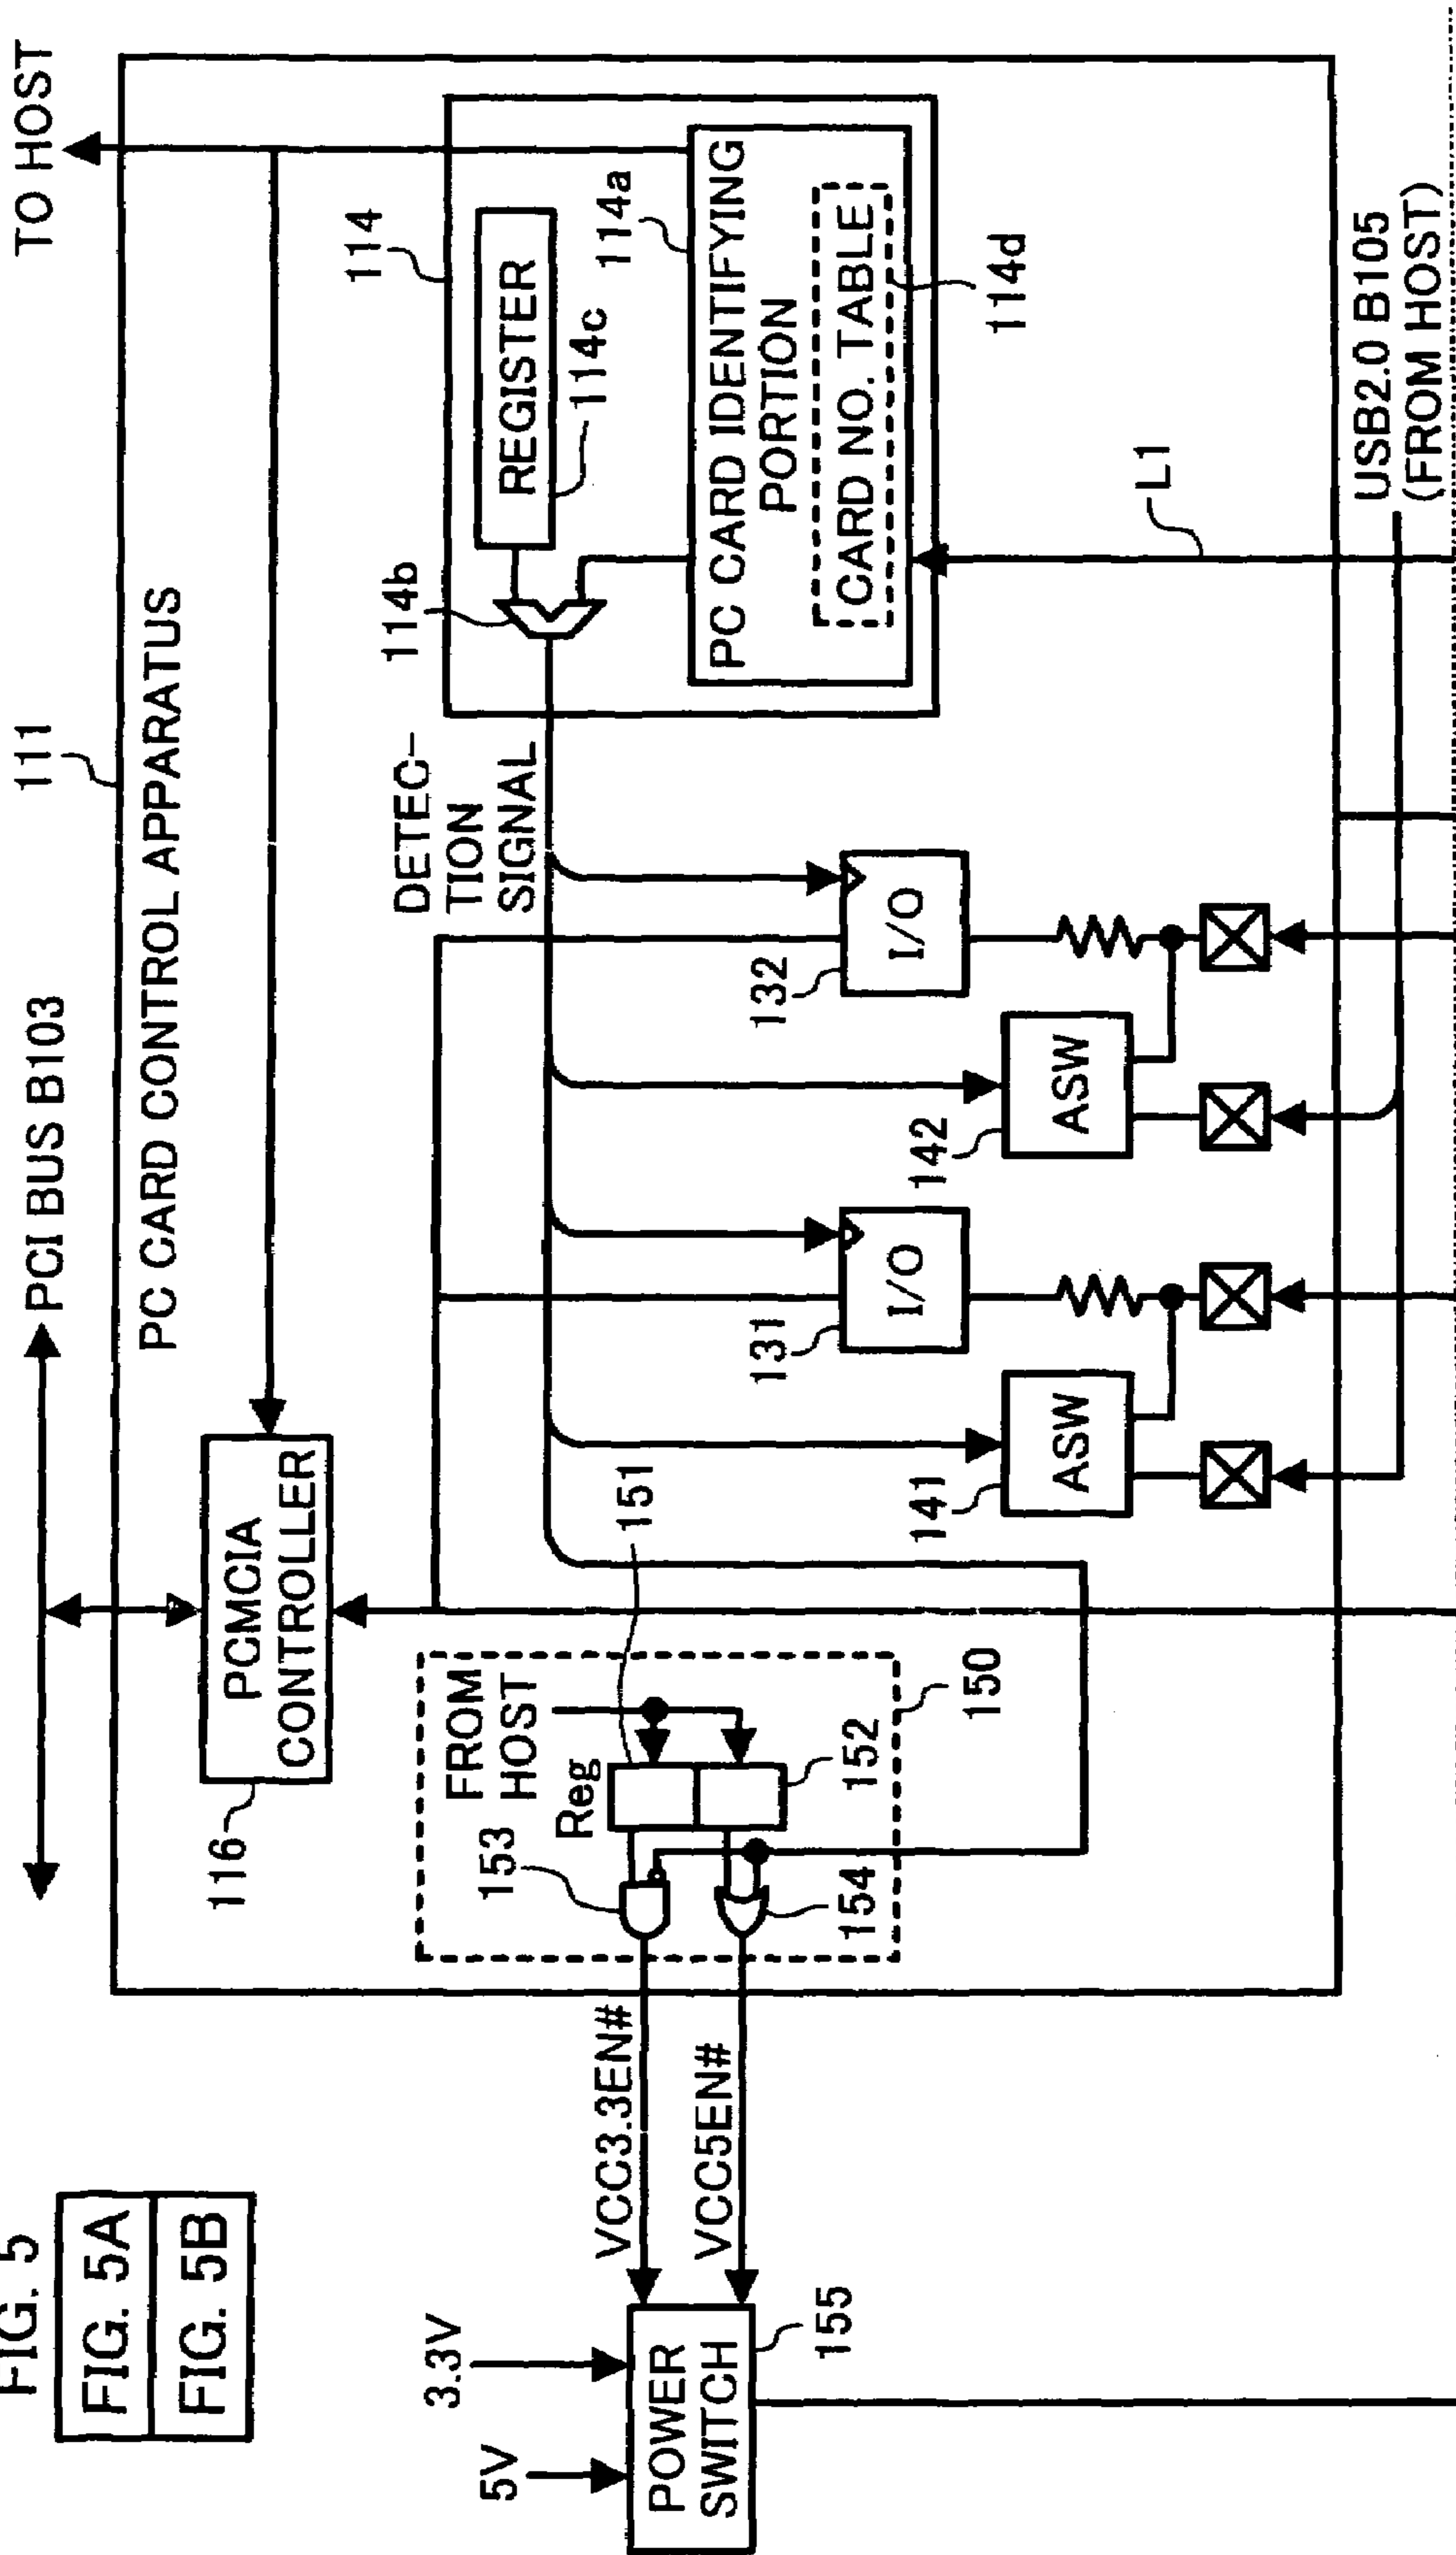 FIG. 5
FIG. 5A
FIG. 5B
PCI BUS B103
111
TO HOST
PC CARD CONTROL APPARATUS
116
PCMCIA
CONTROLLER
114
REGISTER
114c
114b
114a
PC CARD IDENTIFYING
PORTION
CARD NO. TABLE
114d
DETEC-
TION
SIGNAL
L1
FROM
HOST
151
Reg
153
152
154
150
VCC3.3EN#
VCC5EN#
5V
3.3V
POWER
SWITCH
155
131
I/O
132
I/O
141
ASW
142
ASW
USB2.0 B105
(FROM HOST)